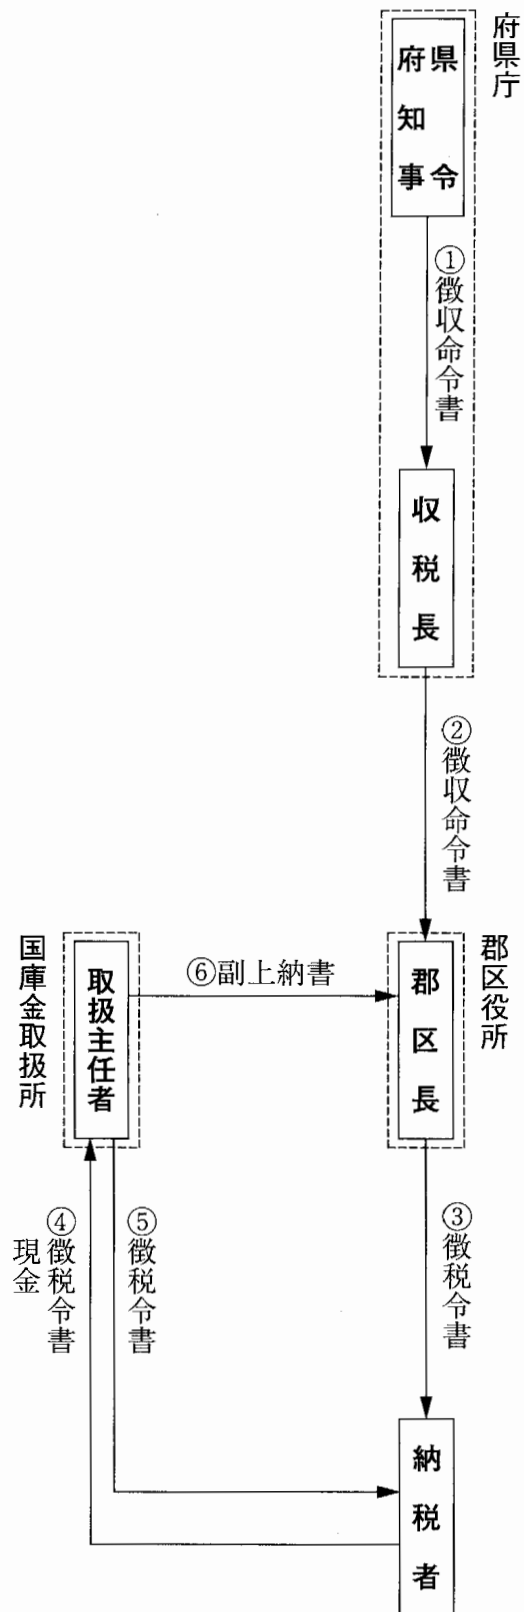 府県庁
府知事
県令
①徴収命令書
収税長
②徴収命令書
郡区役所
郡区長
③徴税令書
納税者
④徴税令書
現金
⑤徴税令書
⑥副上納書
取扱主任者
国庫金取扱所